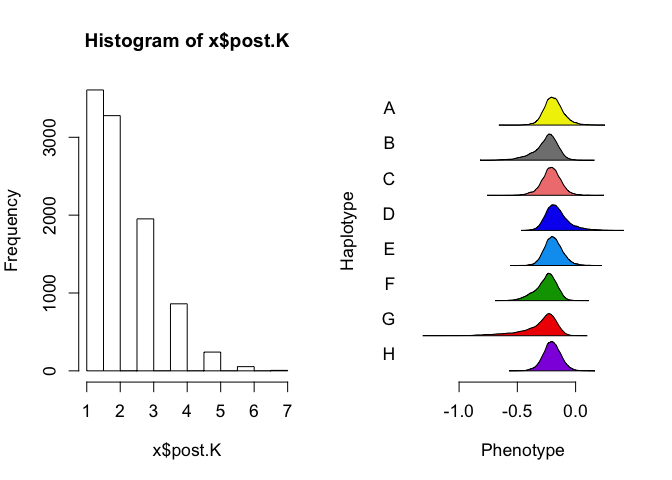 Histogram of x$post.K
Frequency
0
1000
2000
3000
1 2 3 4 5 6 7
x$post.K
Haplotype
A
B
C
D
E
F
G
H
-1.0 -0.5 0.0
Phenotype